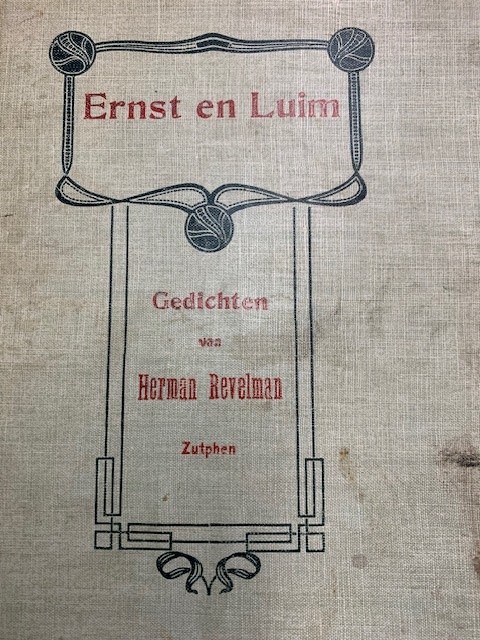 Ernst en Luim
Gedichten
van
Herman Revelman
Zutphen